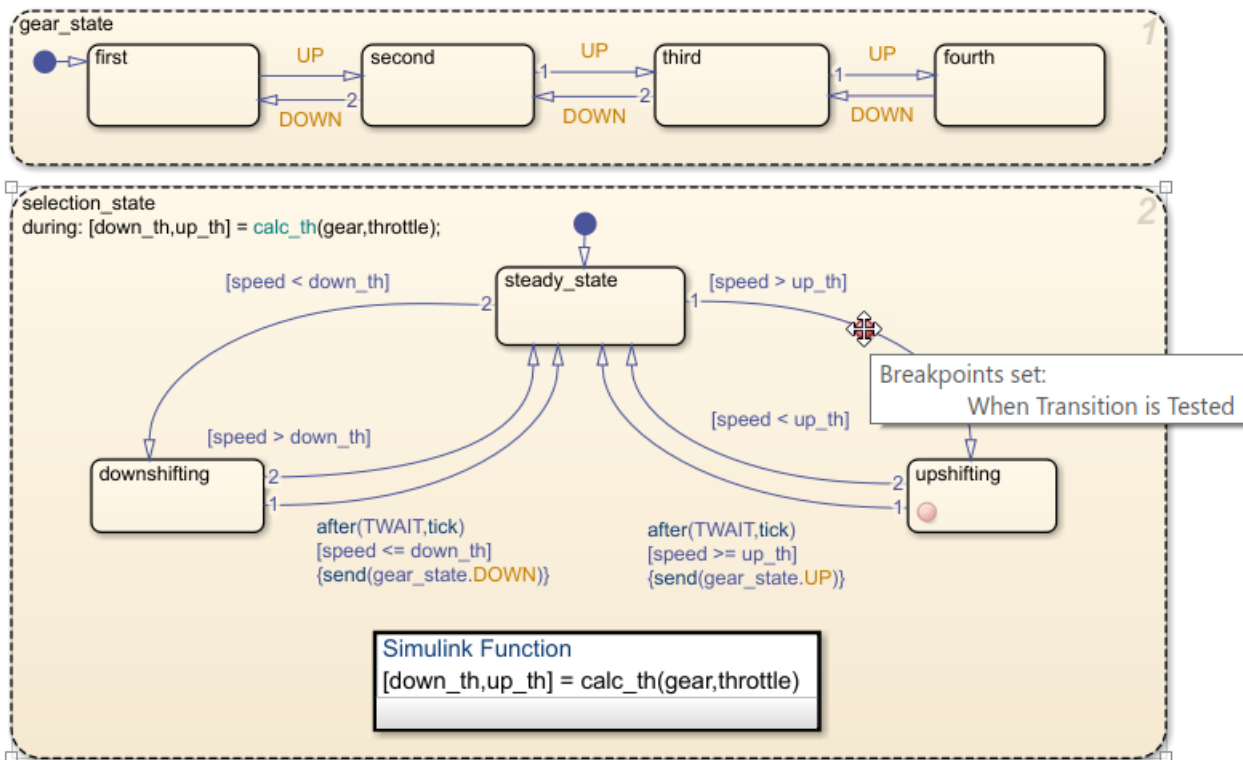 gear_state
1
first
UP
second
1
UP
third
1
UP
fourth
2
DOWN
2
DOWN
DOWN
selection_state
2
during: [down_th,up_th] = calc_th(gear,throttle);
[speed < down_th]
2
steady_state
1
[speed > up_th]
Breakpoints set:
When Transition is Tested
[speed > down_th]
[speed < up_th]
downshifting
2
1
2
1
upshifting
after(TWAIT,tick)
[speed <= down_th]
{send(gear_state.DOWN)}
after(TWAIT,tick)
[speed >= up_th]
{send(gear_state.UP)}
Simulink Function
[down_th,up_th] = calc_th(gear,throttle)